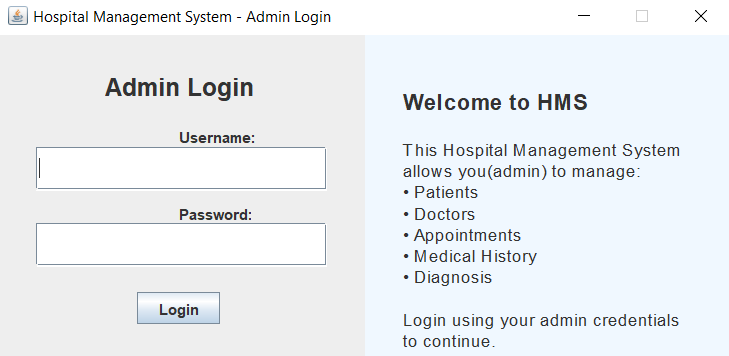 Hospital Management System - Admin Login
Admin Login
Username:
Password:
Login
Welcome to HMS
This Hospital Management System
allows you(admin) to manage:
• Patients
• Doctors
• Appointments
• Medical History
• Diagnosis
Login using your admin credentials
to continue.